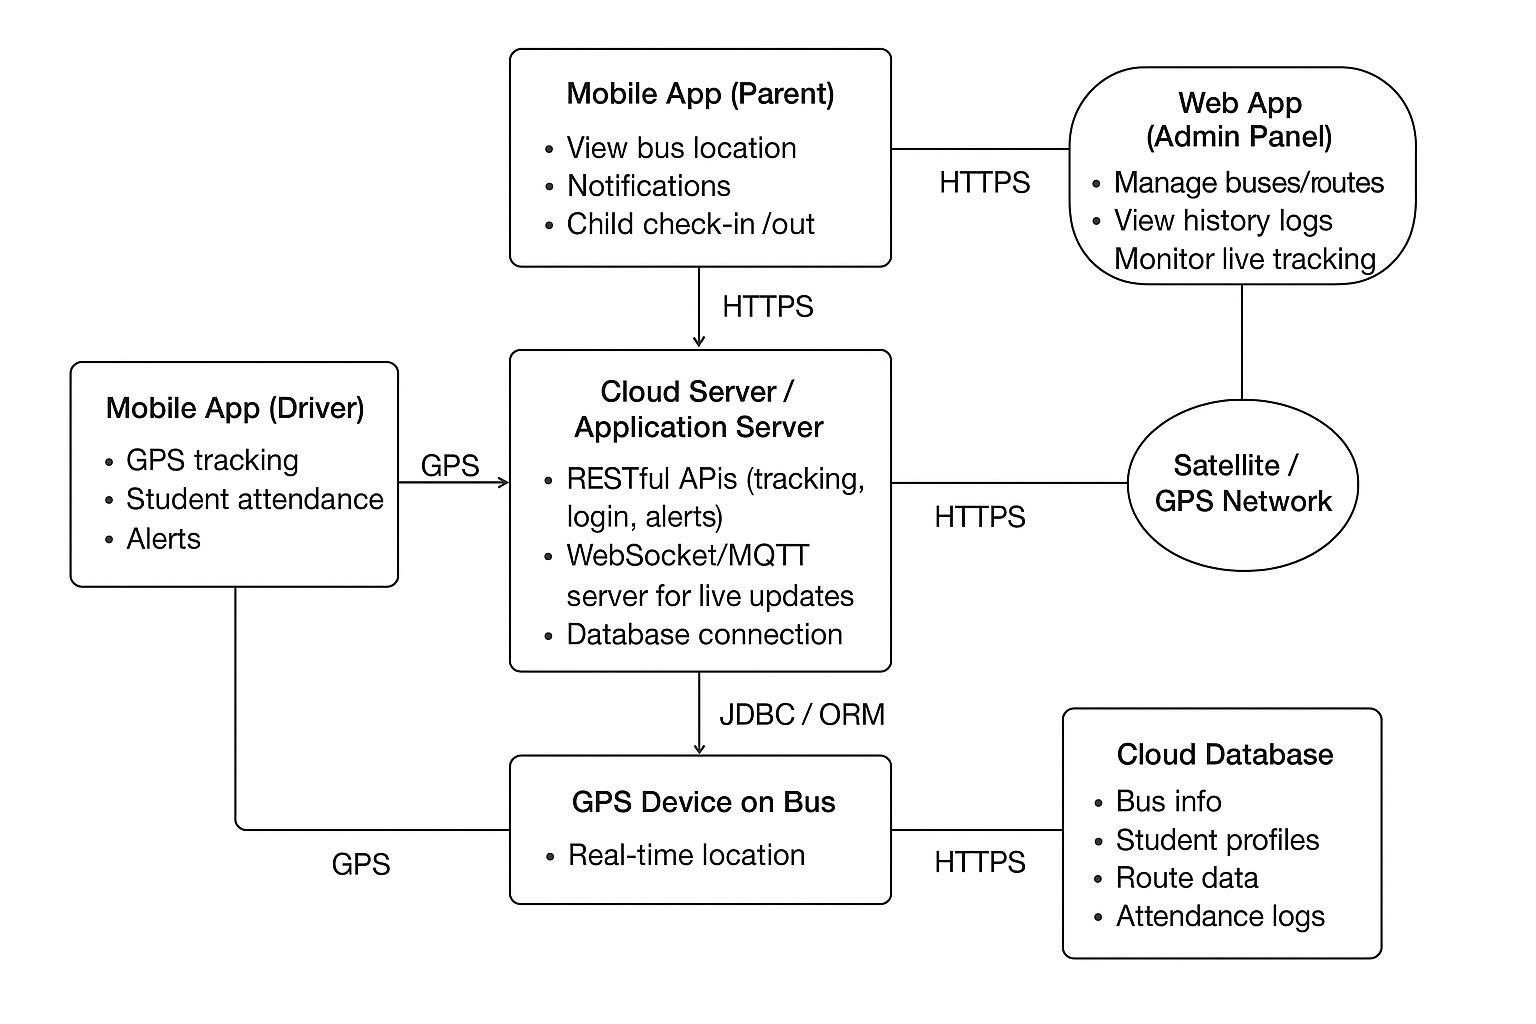 Mobile App (Parent)
• View bus location
• Notifications
• Child check-in /out
HTTPS
Web App
(Admin Panel)
• Manage buses/routes
• View history logs
Monitor live tracking
HTTPS
Mobile App (Driver)
• GPS tracking
• Student attendance
• Alerts
GPS
Cloud Server /
Application Server
• RESTful APis (tracking,
login, alerts)
• WebSocket/MQTT
server for live updates
• Database connection
HTTPS
Satellite /
GPS Network
JDBC / ORM
GPS
GPS Device on Bus
• Real-time location
HTTPS
Cloud Database
• Bus info
• Student profiles
• Route data
• Attendance logs